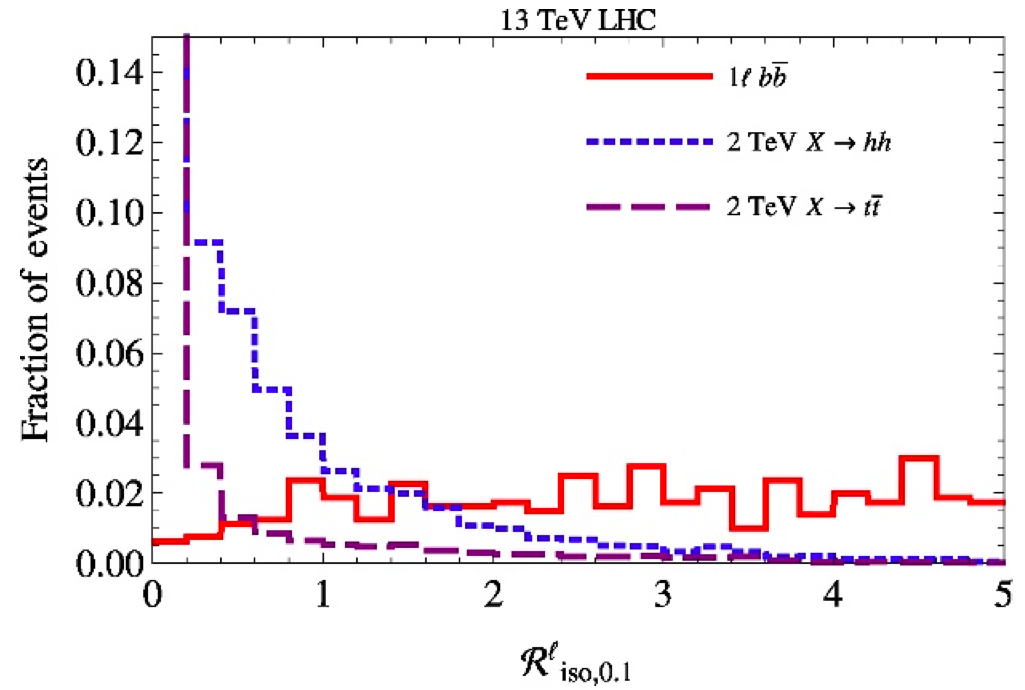 13 TeV LHC
Fraction of events
0.14
0.12
0.10
0.08
0.06
0.04
0.02
0.00
1ℓ bb̅
2 TeV X → hh
2 TeV X → tt̅
0 1 2 3 4 5
ℛℓiso,0.1